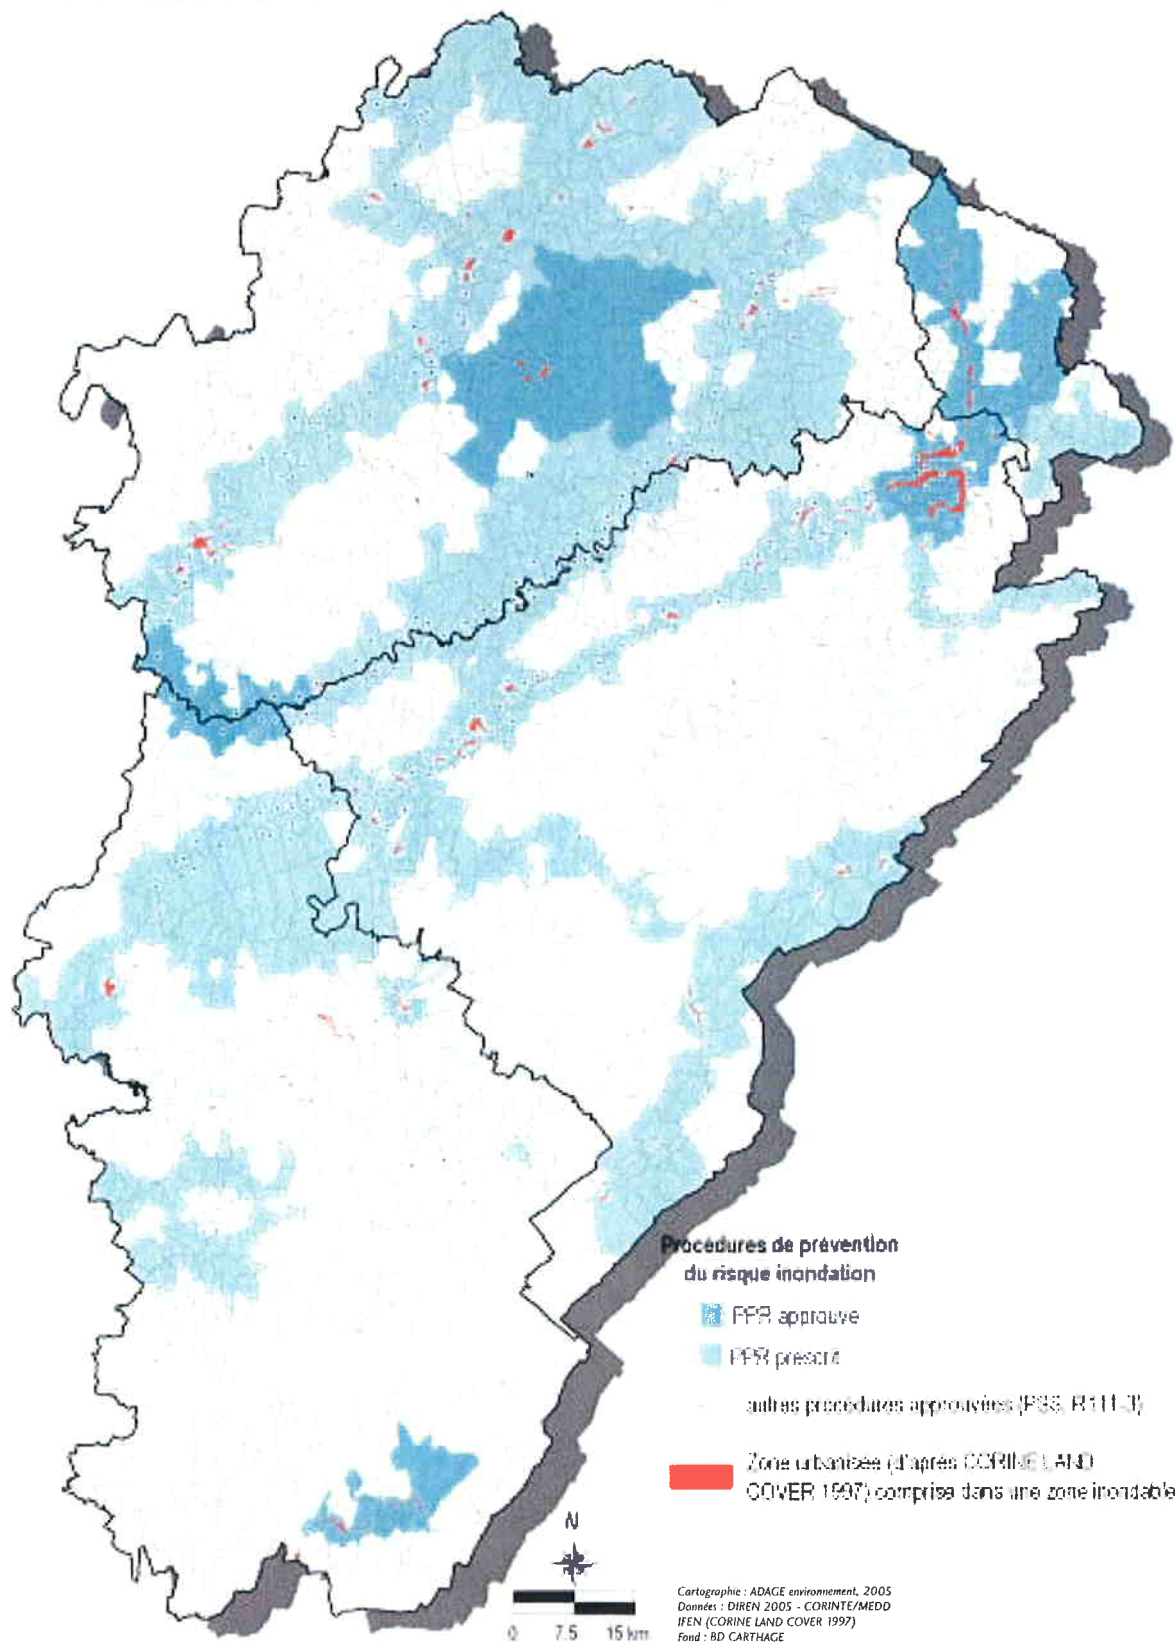 Procédures de prévention
du risque inondation
PPR approuvé
PPR prescrit
autres procédures approuvées (PSS, R111-3)
Zone urbanisée (d'après CORINE LAND
COVER 1997) comprise dans une zone inondable
N
0 7.5 15 km
Cartographie : ADAGE environnement, 2005
Données : DIREN 2005 - CORINTE/MEDD
IFEN (CORINE LAND COVER 1997)
Fond : BD CARTHAGE